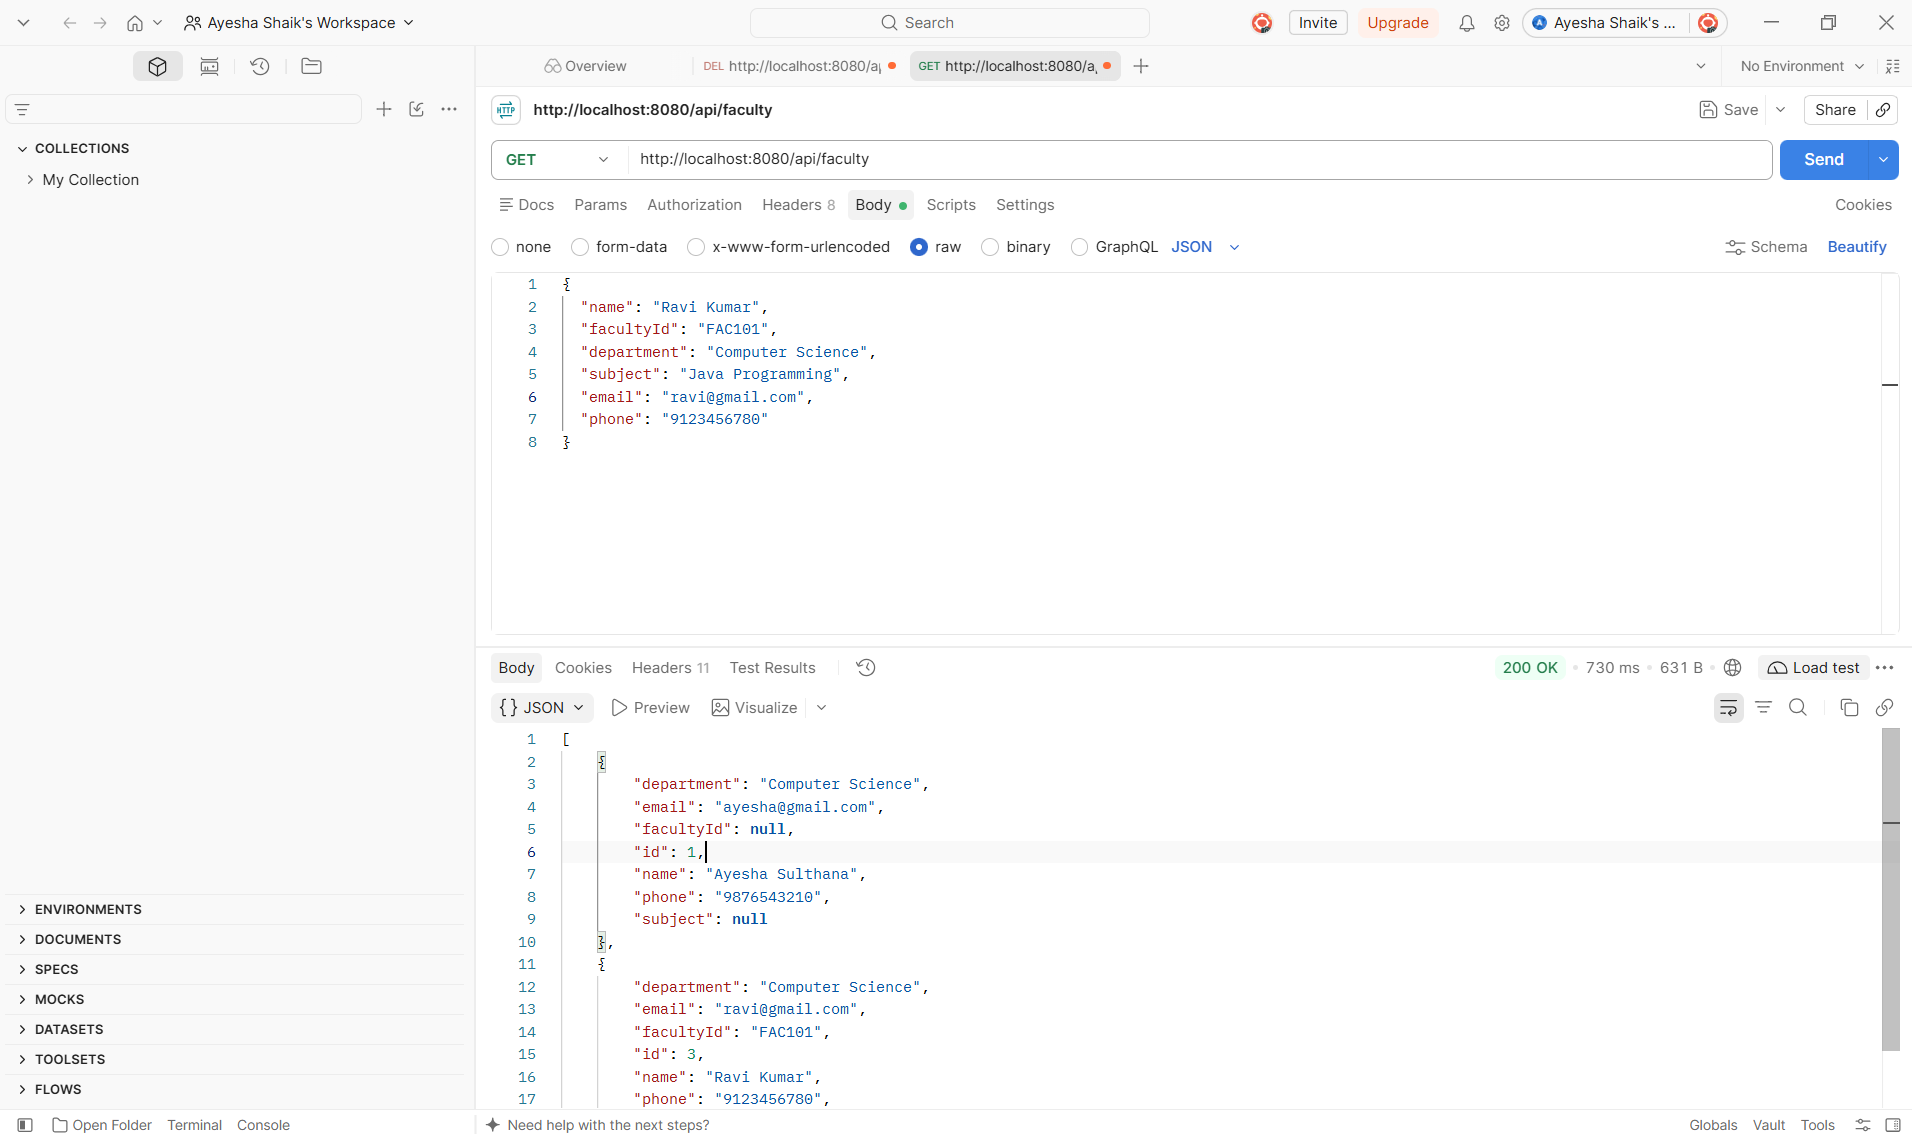 Ayesha Shaik's Workspace
Search
Invite
Upgrade
Ayesha Shaik's ...
Overview
DEL http://localhost:8080/a
GET http://localhost:8080/a
No Environment
HTTP http://localhost:8080/api/faculty
Save
Share
COLLECTIONS
My Collection
GET http://localhost:8080/api/faculty
Send
Docs Params Authorization Headers 8 Body Scripts Settings
Cookies
none form-data x-www-form-urlencoded raw binary GraphQL JSON
Schema Beautify
1 {
2 "name": "Ravi Kumar",
3 "facultyId": "FAC101",
4 "department": "Computer Science",
5 "subject": "Java Programming",
6 "email": "ravi@gmail.com",
7 "phone": "9123456780"
8 }
Body Cookies Headers 11 Test Results
200 OK • 730 ms • 631 B •
Load test
{} JSON Preview Visualize
1 [
2 {
3 "department": "Computer Science",
4 "email": "ayesha@gmail.com",
5 "facultyId": null,
6 "id": 1,
7 "name": "Ayesha Sulthana",
8 "phone": "9876543210",
9 "subject": null
10 },
11 {
12 "department": "Computer Science",
13 "email": "ravi@gmail.com",
14 "facultyId": "FAC101",
15 "id": 3,
16 "name": "Ravi Kumar",
17 "phone": "9123456780",
ENVIRONMENTS
DOCUMENTS
SPECS
MOCKS
DATASETS
TOOLSETS
FLOWS
Open Folder Terminal Console
Need help with the next steps?
Globals Vault Tools